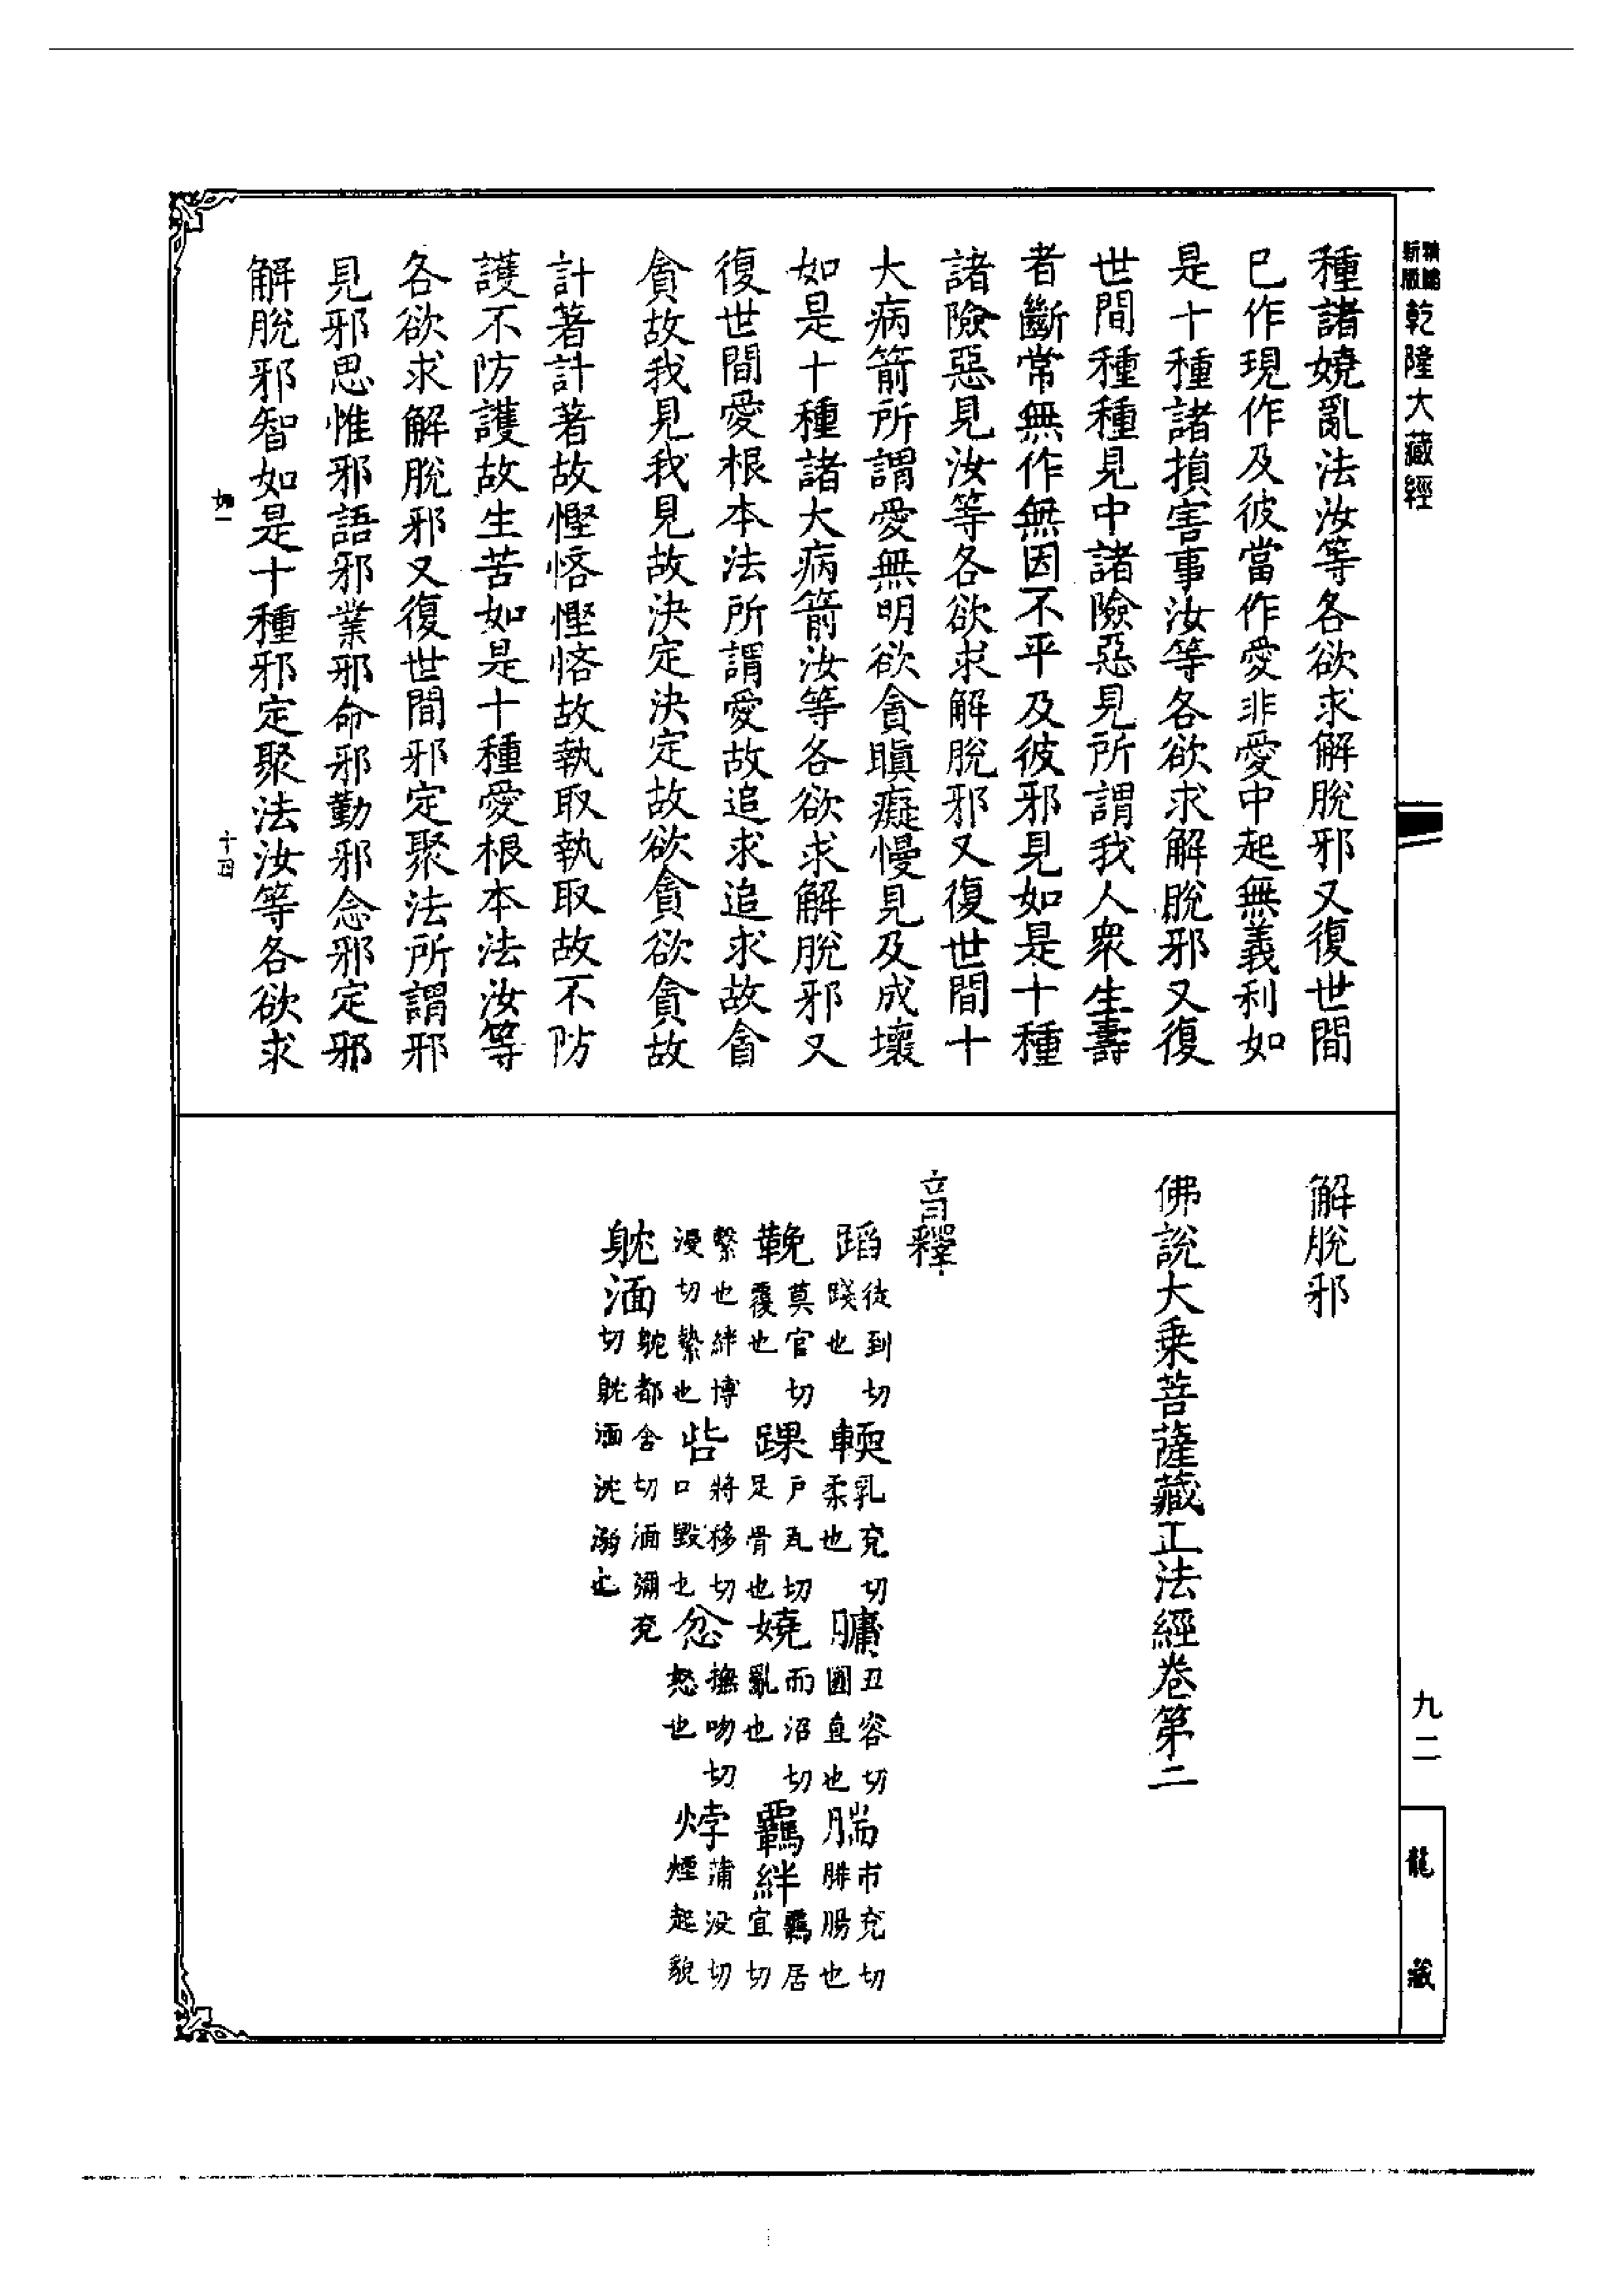 新編
新版
乾隆大藏經
種諸嬈亂法汝等各欲求解脫邪又復世間
已作現作及彼當作愛非愛中起無義利如
是十種諸損害事汝等各欲求解脫邪又復
世間種種見中諸險惡見所謂我人眾生壽
者斷常無作無因不平及彼邪見如是十種
諸險惡見汝等各欲求解脫邪又復世間十
大病箭所謂愛無明欲貪瞋癡慢見及成壞
如是十種諸大病箭汝等各欲求解脫邪又
復世間愛根本法所謂愛故追求追求故貪
貪故我見我見故決定決定故欲貪欲貪故
計著計著故慳悋慳悋故執取執取故不防
護不防護故生苦如是十種愛根本法汝等
各欲求解脫邪又復世間邪定聚法所謂邪
見邪思惟邪語邪業邪命邪勤邪念邪定邪
解脫邪智如是十種邪定聚法汝等各欲求
如一
十四
解脫邪
佛說大乘菩薩藏正法經卷第二
音釋
蹈徒到切踐也 輭乳兗切柔也 𦟛丑容切圓直也 腨市兗切腓腸也
鞔莫官切覆也 踝戶瓦切足骨也 嬈而沼切亂也 羈絆羈居宜切
繫也絆博漫切縶也 呰將移切口毀也 忿撫吻切怒也 㶿蒲沒切煙起貌
躭湎躭都含切湎彌兗切躭湎沈溺也
九二
龍藏